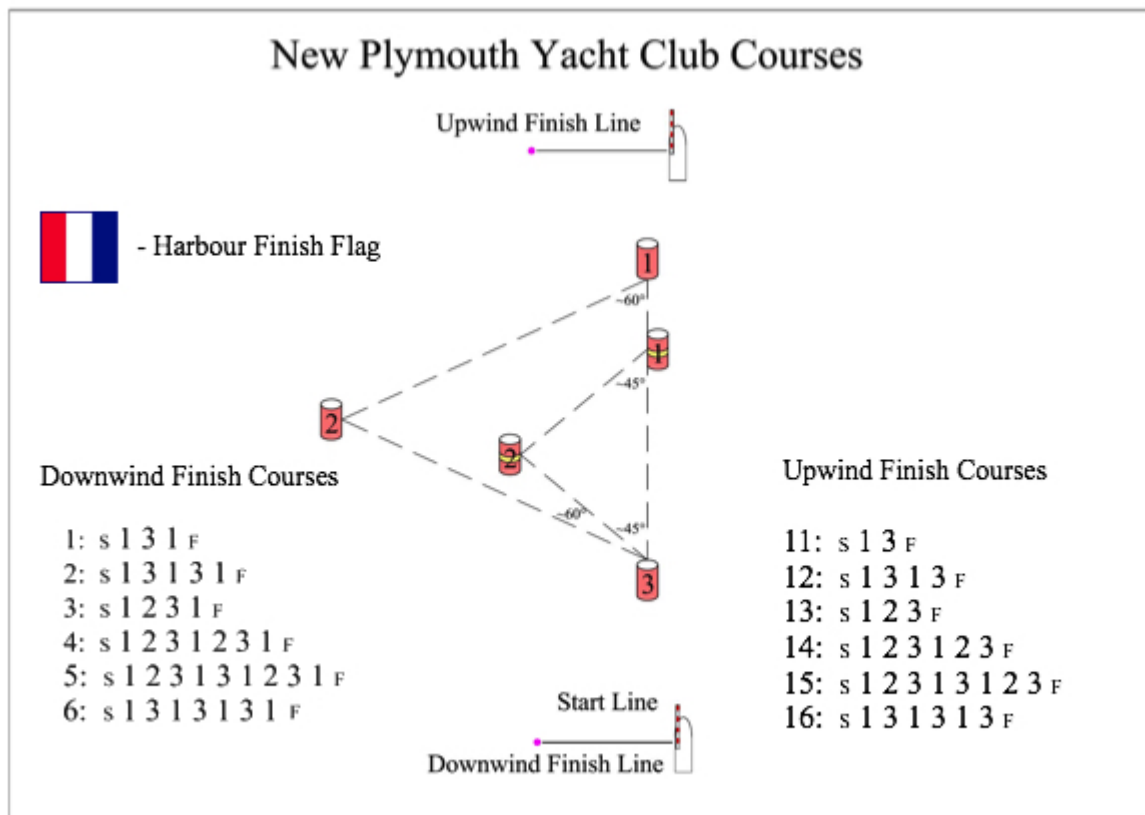 New Plymouth Yacht Club Courses
Upwind Finish Line
- Harbour Finish Flag
1
~60°
1
~45°
2
2
~60°
~45°
3
Downwind Finish Courses
1: s 1 3 1 F
2: s 1 3 1 3 1 F
3: s 1 2 3 1 F
4: s 1 2 3 1 2 3 1 F
5: s 1 2 3 1 3 1 2 3 1 F
6: s 1 3 1 3 1 3 1 F
Upwind Finish Courses
11: s 1 3 F
12: s 1 3 1 3 F
13: s 1 2 3 F
14: s 1 2 3 1 2 3 F
15: s 1 2 3 1 3 1 2 3 F
16: s 1 3 1 3 1 3 F
Start Line
Downwind Finish Line